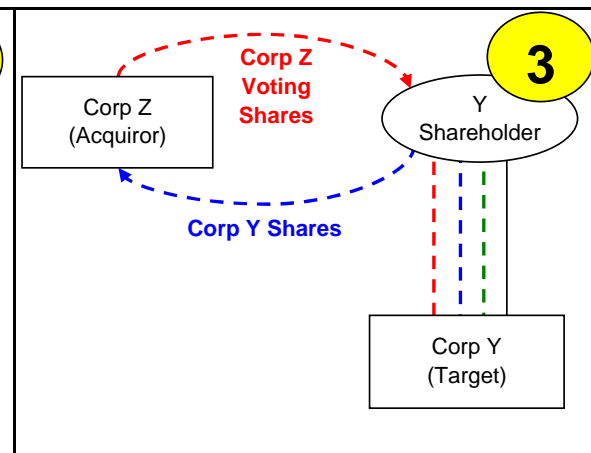 3
Corp Z
Voting
Shares
Corp Z
(Acquiror)
Y
Shareholder
Corp Y Shares
Corp Y
(Target)